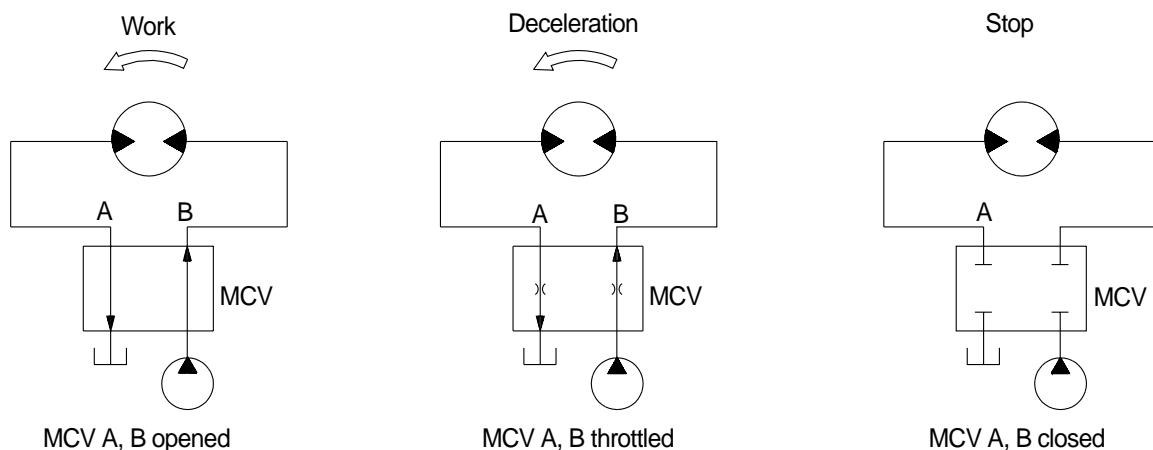 Work
A
B
MCV
MCV A, B opened
Deceleration
A
B
MCV
MCV A, B throttled
Stop
A
MCV
MCV A, B closed